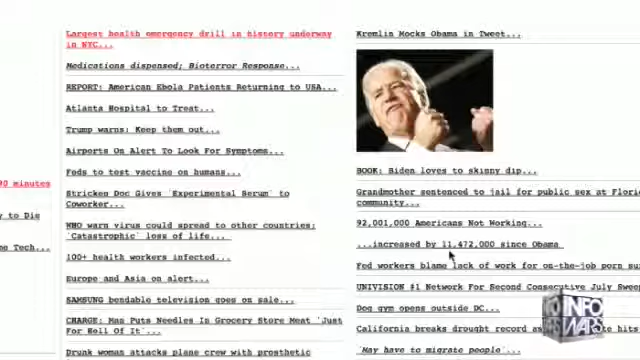 90 minutes
y to Die
me Tech...
Largest health emergency drill in history underway
in NYC...
Medications dispensed; Bioterror Response...
REPORT: American Ebola Patients Returning to USA...
Atlanta Hospital to Treat...
Trump warns: Keep them out...
Airports On Alert To Look For Symptoms...
Feds to test vaccine on humans...
Stricken Doc Gives 'Experimental Serum' to
Coworker...
WHO warn virus could spread to other countries;
'Catastrophic' loss of life...
100+ health workers infected...
Europe and Asia on alert...
SAMSUNG bendable television goes on sale...
CHARGE: Man Puts Needles In Grocery Store Meat 'Just
For Hell Of It'...
Drunk woman attacks plane crew with prosthetic
Kremlin Mocks Obama in Tweet...
BOOK: Biden loves to skinny dip...
Grandmother sentenced to jail for public sex at Flori
community...
92,001,000 Americans Not Working...
...increased by 11,472,000 since Obama
Fed workers blame lack of work for on-the-job porn su
UNIVISION #1 Network For Second Consecutive July Sweep
Dog gym opens outside DC...
California breaks drought record as hits
'May have to migrate people'...
INFO
WARS